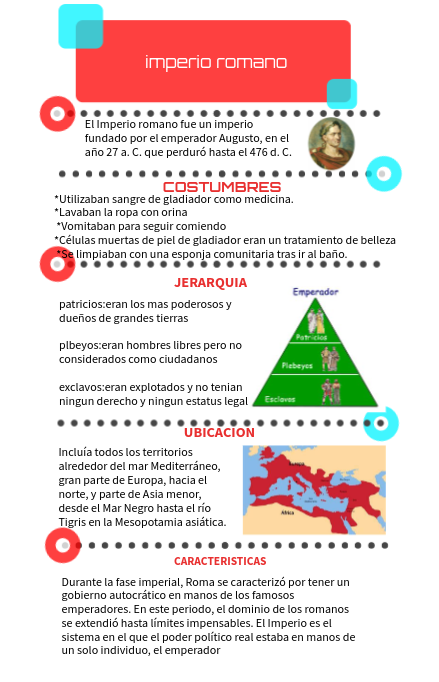 imperio romano
El Imperio romano fue un imperio
fundado por el emperador Augusto, en el
año 27 a. C. que perduró hasta el 476 d. C.
COSTUMBRES
*Utilizaban sangre de gladiador como medicina.
*Lavaban la ropa con orina
*Vomitaban para seguir comiendo
*Células muertas de piel de gladiador eran un tratamiento de belleza
*Se limpiaban con una esponja comunitaria tras ir al baño.
JERARQUIA
patricios:eran los mas poderosos y
dueños de grandes tierras
plbeyos:eran hombres libres pero no
considerados como ciudadanos
exclavos:eran explotados y no tenian
ningun derecho y ningun estatus legal
Emperador
Patricios
Plebeyos
Esclavos
UBICACION
Incluía todos los territorios
alrededor del mar Mediterráneo,
gran parte de Europa, hacia el
norte, y parte de Asia menor,
desde el Mar Negro hasta el río
Tigris en la Mesopotamia asiática.
África
CARACTERISTICAS
Durante la fase imperial, Roma se caracterizó por tener un
gobierno autocrático en manos de los famosos
emperadores. En este periodo, el dominio de los romanos
se extendió hasta límites impensables. El Imperio es el
sistema en el que el poder político real estaba en manos de
un solo individuo, el emperador